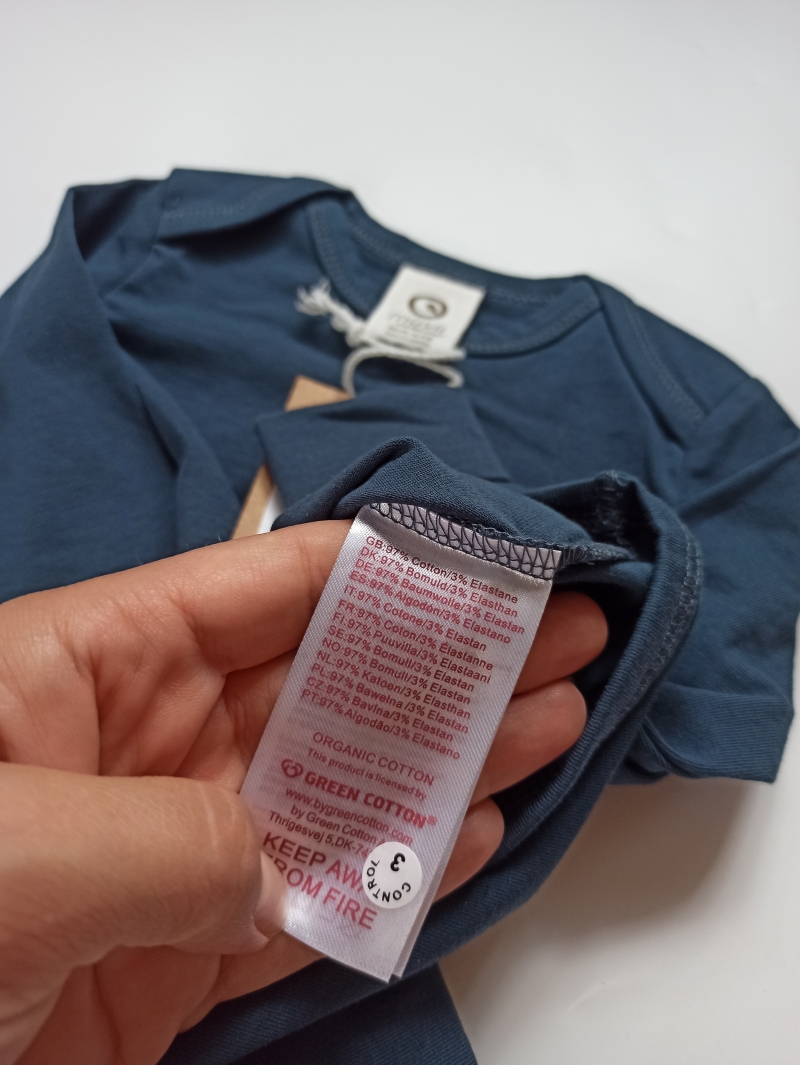 müsli
GB:97% Cotton/3% Elastane
DK:97% Bomuld/3% Elasthan
DE:97% Baumwolle/3% Elastan
ES:97% Algodón/3% Elastano
IT:97% Cotone/3% Elastan
FR:97% Coton/3% Elastànne
FI:97% Puuvilla/3% Elastaani
SE:97% Bomull/3% Elastan
NO:97% Bomull/3% Elastan
NL:97% Katoen/3% Elasthan
PL:97% Bawełna/3% Elastan
CZ:97% Bavlna/3% Elastan
PT:97% Algodão/3% Elastano
ORGANIC COTTON
This product is licensed by
GREEN COTTON®
www.bygreencotton.com
by Green Cotton
Thrigesvej 5,DK-74
KEEP AWA
FROM FIRE
CONTROL
3